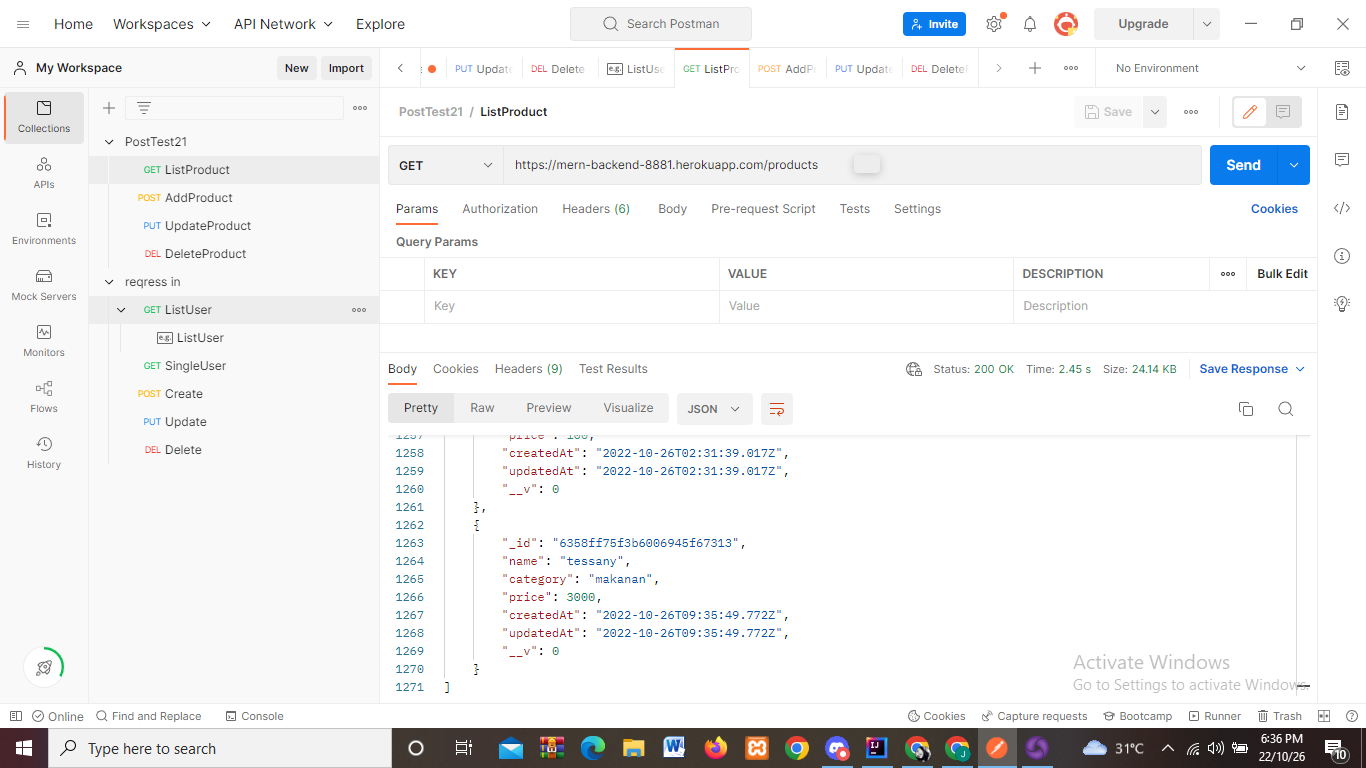 Home Workspaces API Network Explore Search Postman Invite Upgrade
My Workspace New Import Updat DEL Delete ListUse GET ListPro POST AddP PUT Updat DEL Delete No Environment
PostTest21 / ListProduct Save
Collections
APIs
Environments
Mock Servers
Monitors
Flows
History
PostTest21
GET ListProduct
POST AddProduct
PUT UpdateProduct
DEL DeleteProduct
reqress in
GET ListUser
e.g. ListUser
GET SingleUser
POST Create
PUT Update
DEL Delete
GET https://mern-backend-8881.herokuapp.com/products Send
Params Authorization Headers (6) Body Pre-request Script Tests Settings Cookies
Query Params
KEY VALUE DESCRIPTION Bulk Edit
Key Value Description
Body Cookies Headers (9) Test Results Status: 200 OK Time: 2.45 s Size: 24.14 KB Save Response
Pretty Raw Preview Visualize JSON
1257 "price": 100,
1258 "createdAt": "2022-10-26T02:31:39.017Z",
1259 "updatedAt": "2022-10-26T02:31:39.017Z",
1260 "__v": 0
1261 },
1262 {
1263 "_id": "6358ff75f3b6006945f67313",
1264 "name": "tessany",
1265 "category": "makanan",
1266 "price": 3000,
1267 "createdAt": "2022-10-26T09:35:49.772Z",
1268 "updatedAt": "2022-10-26T09:35:49.772Z",
1269 "__v": 0
1270 }
1271 ]
Activate Windows
Go to Settings to activate Windows.
Online Find and Replace Console Cookies Capture requests Bootcamp Runner Trash
Type here to search 31°C 6:36 PM
22/10/26 10